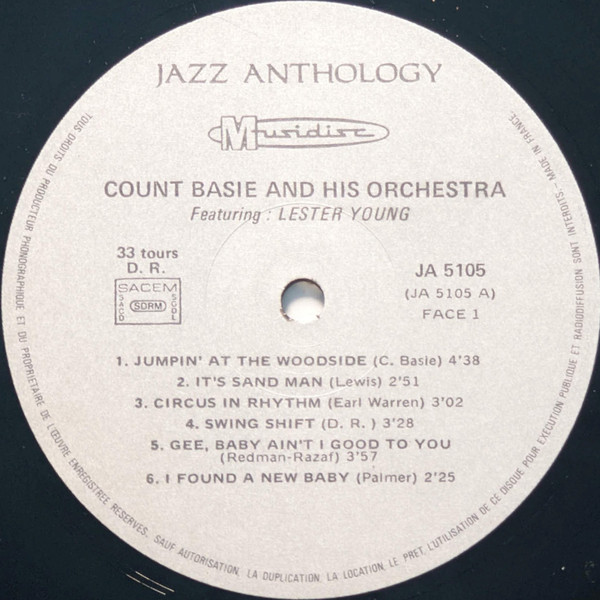 JAZZ ANTHOLOGY
Musidisc
COUNT BASIE AND HIS ORCHESTRA
Featuring : LESTER YOUNG
33 tours
D. R.
SACEM
SACD
SDRM
SGDL
JA 5105
(JA 5105 A)
FACE 1
1. JUMPIN' AT THE WOODSIDE (C. Basie) 4'38
2. IT'S SAND MAN (Lewis) 2'51
3. CIRCUS IN RHYTHM (Earl Warren) 3'02
4. SWING SHIFT (D. R. ) 3'28
5. GEE, BABY AIN'T I GOOD TO YOU
(Redman-Razaf) 3'57
6. I FOUND A NEW BABY (Palmer) 2'25
TOUS DROITS DU PRODUCTEUR PHONOGRAPHIQUE ET DU PROPRIETAIRE DE L'ŒUVRE ENREGISTREE RESERVES. SAUF AUTORISATION, LA DUPLICATION, LA LOCATION, LE PRET, L'UTILISATION DE CE DISQUE POUR EXECUTION PUBLIQUE ET RADIODIFFUSION SONT INTERDITS - MADE IN FRANCE.